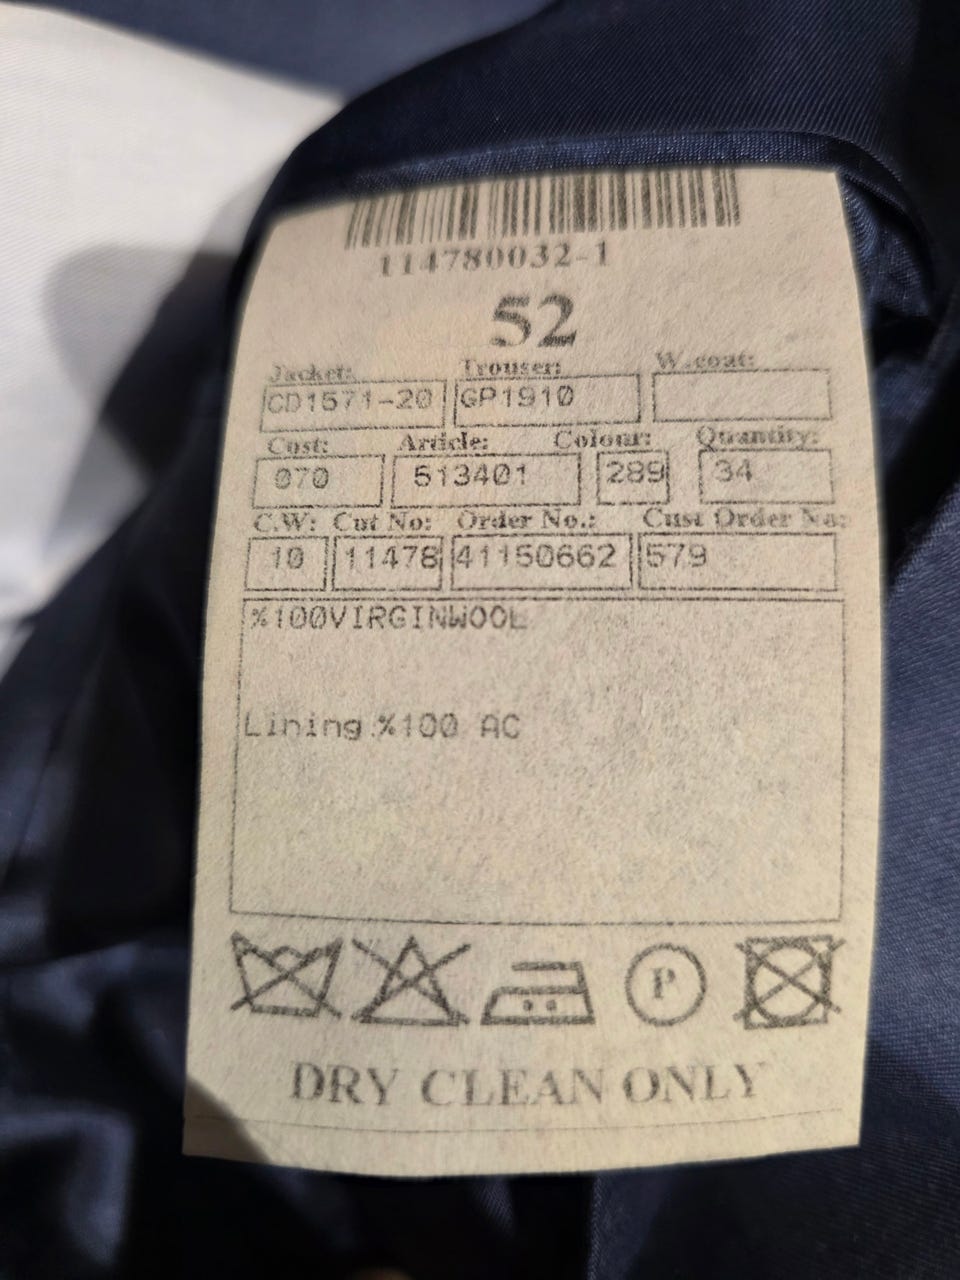 114780032-1
52
Jacket: Trouser: W.coat:
CD1571-20 GP1910
Cost: Article: Colour: Quantity:
070 513401 289 34
C.W: Cut No: Order No.: Cust Order No:
10 11478 41150662 579
%100VIRGINWOOL
Lining %100 AC
P
DRY CLEAN ONLY